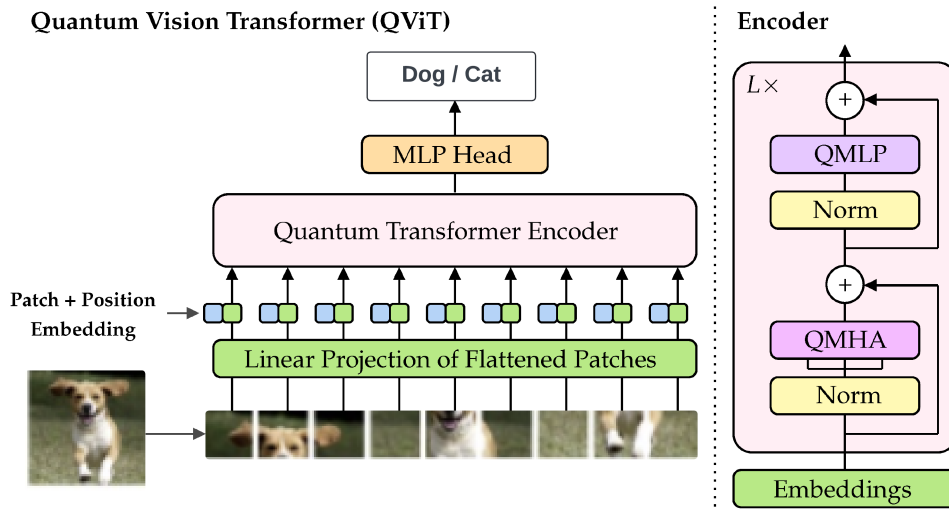 Quantum Vision Transformer (QViT)
Dog / Cat
MLP Head
Quantum Transformer Encoder
Patch + Position
Embedding
Linear Projection of Flattened Patches
Encoder
L×
+
QMLP
Norm
+
QMHA
Norm
Embeddings